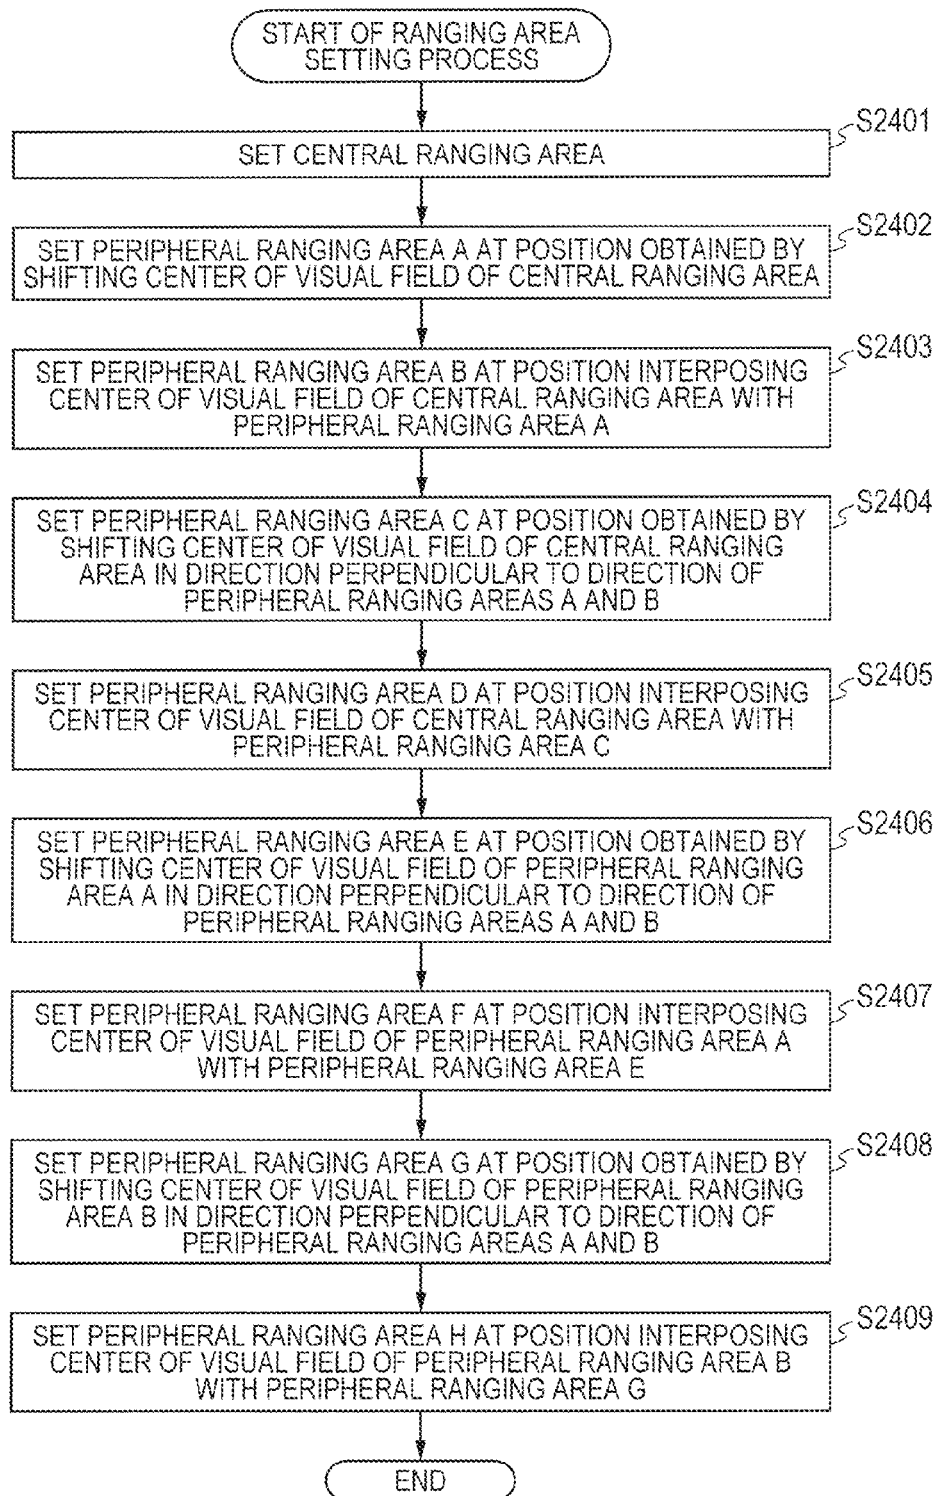 START OF RANGING AREA
SETTING PROCESS
S2401
SET CENTRAL RANGING AREA
S2402
SET PERIPHERAL RANGING AREA A AT POSITION OBTAINED BY
SHIFTING CENTER OF VISUAL FIELD OF CENTRAL RANGING AREA
S2403
SET PERIPHERAL RANGING AREA B AT POSITION INTERPOSING
CENTER OF VISUAL FIELD OF CENTRAL RANGING AREA WITH
PERIPHERAL RANGING AREA A
S2404
SET PERIPHERAL RANGING AREA C AT POSITION OBTAINED BY
SHIFTING CENTER OF VISUAL FIELD OF CENTRAL RANGING
AREA IN DIRECTION PERPENDICULAR TO DIRECTION OF
PERIPHERAL RANGING AREAS A AND B
S2405
SET PERIPHERAL RANGING AREA D AT POSITION INTERPOSING
CENTER OF VISUAL FIELD OF CENTRAL RANGING AREA WITH
PERIPHERAL RANGING AREA C
S2406
SET PERIPHERAL RANGING AREA E AT POSITION OBTAINED BY
SHIFTING CENTER OF VISUAL FIELD OF PERIPHERAL RANGING
AREA A IN DIRECTION PERPENDICULAR TO DIRECTION OF
PERIPHERAL RANGING AREAS A AND B
S2407
SET PERIPHERAL RANGING AREA F AT POSITION INTERPOSING
CENTER OF VISUAL FIELD OF PERIPHERAL RANGING AREA A
WITH PERIPHERAL RANGING AREA E
S2408
SET PERIPHERAL RANGING AREA G AT POSITION OBTAINED BY
SHIFTING CENTER OF VISUAL FIELD OF PERIPHERAL RANGING
AREA B IN DIRECTION PERPENDICULAR TO DIRECTION OF
PERIPHERAL RANGING AREAS A AND B
S2409
SET PERIPHERAL RANGING AREA H AT POSITION INTERPOSING
CENTER OF VISUAL FIELD OF PERIPHERAL RANGING AREA B
WITH PERIPHERAL RANGING AREA G
END